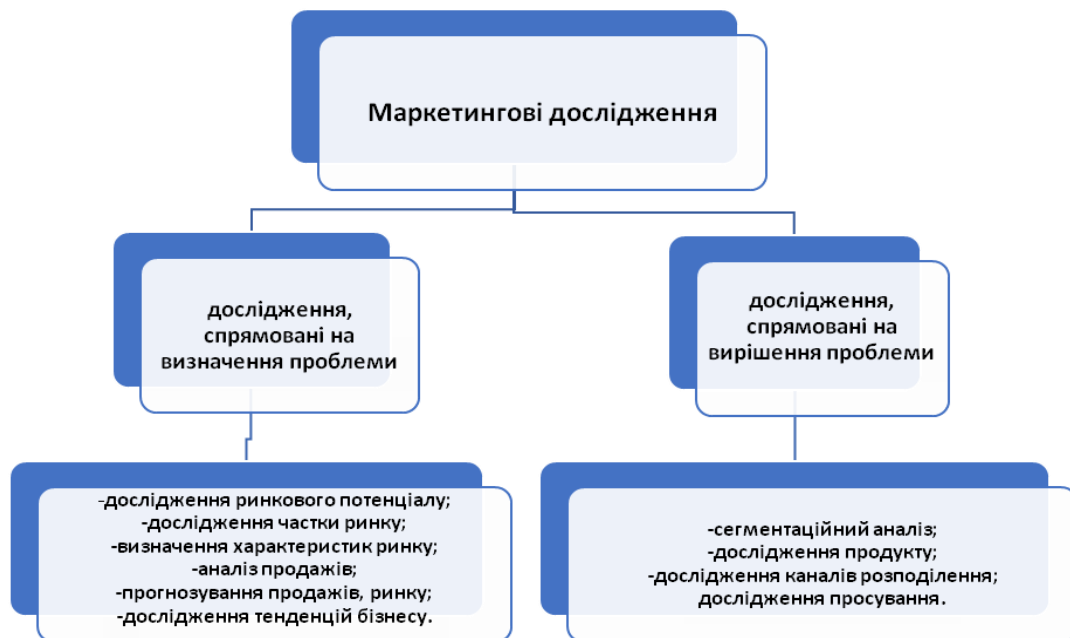 Маркетингові дослідження
дослідження,
спрямовані на
визначення проблеми
дослідження,
спрямовані на
вирішення проблеми
-дослідження ринкового потенціалу;
-дослідження частки ринку;
-визначення характеристик ринку;
-аналіз продажів;
-прогнозування продажів, ринку;
-дослідження тенденцій бізнесу.
-сегментаційний аналіз;
-дослідження продукту;
-дослідження каналів розподілення;
дослідження просування.